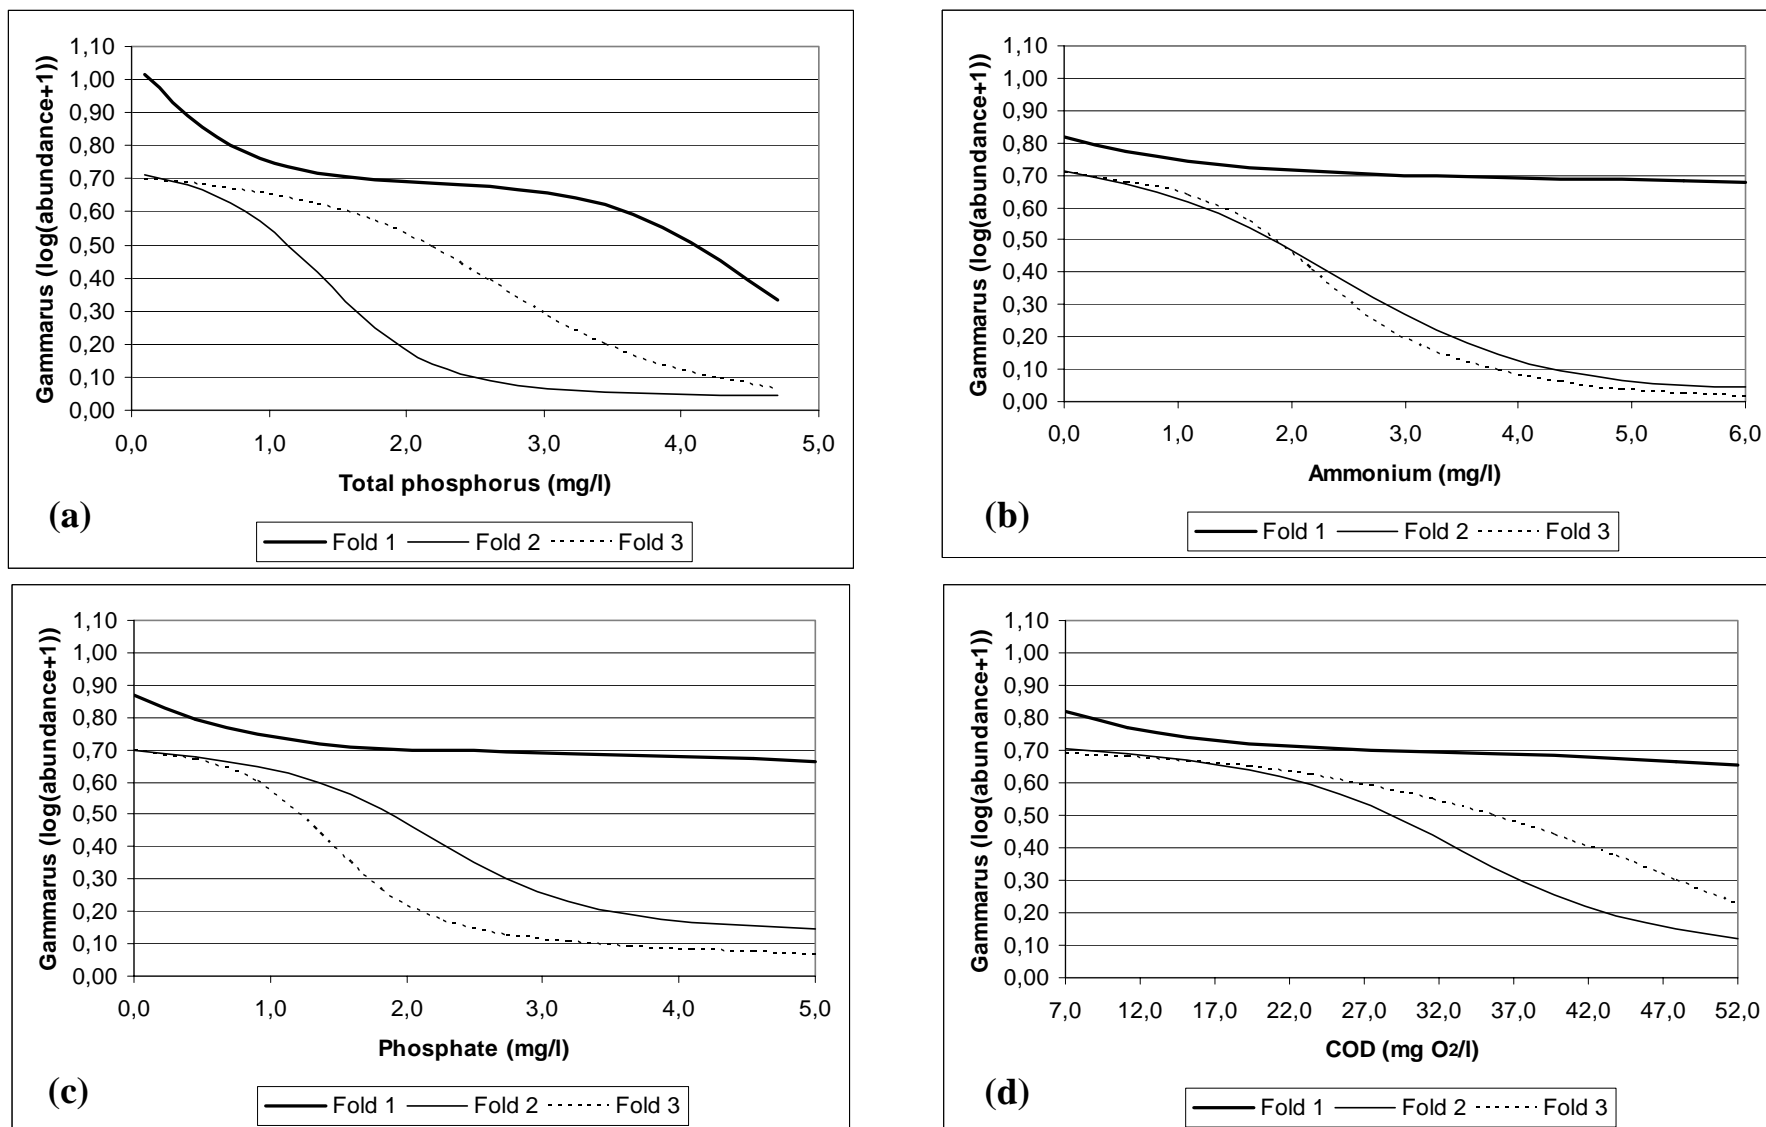 Gammarus (log(abundance+1))
1,10
1,00
0,90
0,80
0,70
0,60
0,50
0,40
0,30
0,20
0,10
0,00
0,0 1,0 2,0 3,0 4,0 5,0
Total phosphorus (mg/l)
(a)
Fold 1 Fold 2 Fold 3
Gammarus (log(abundance+1))
1,10
1,00
0,90
0,80
0,70
0,60
0,50
0,40
0,30
0,20
0,10
0,00
0,0 1,0 2,0 3,0 4,0 5,0 6,0
Ammonium (mg/l)
(b)
Fold 1 Fold 2 Fold 3
Gammarus (log(abundance+1))
1,10
1,00
0,90
0,80
0,70
0,60
0,50
0,40
0,30
0,20
0,10
0,00
0,0 1,0 2,0 3,0 4,0 5,0
Phosphate (mg/l)
(c)
Fold 1 Fold 2 Fold 3
Gammarus (log(abundance+1))
1,10
1,00
0,90
0,80
0,70
0,60
0,50
0,40
0,30
0,20
0,10
0,00
7,0 12,0 17,0 22,0 27,0 32,0 37,0 42,0 47,0 52,0
COD (mg O2/l)
(d)
Fold 1 Fold 2 Fold 3